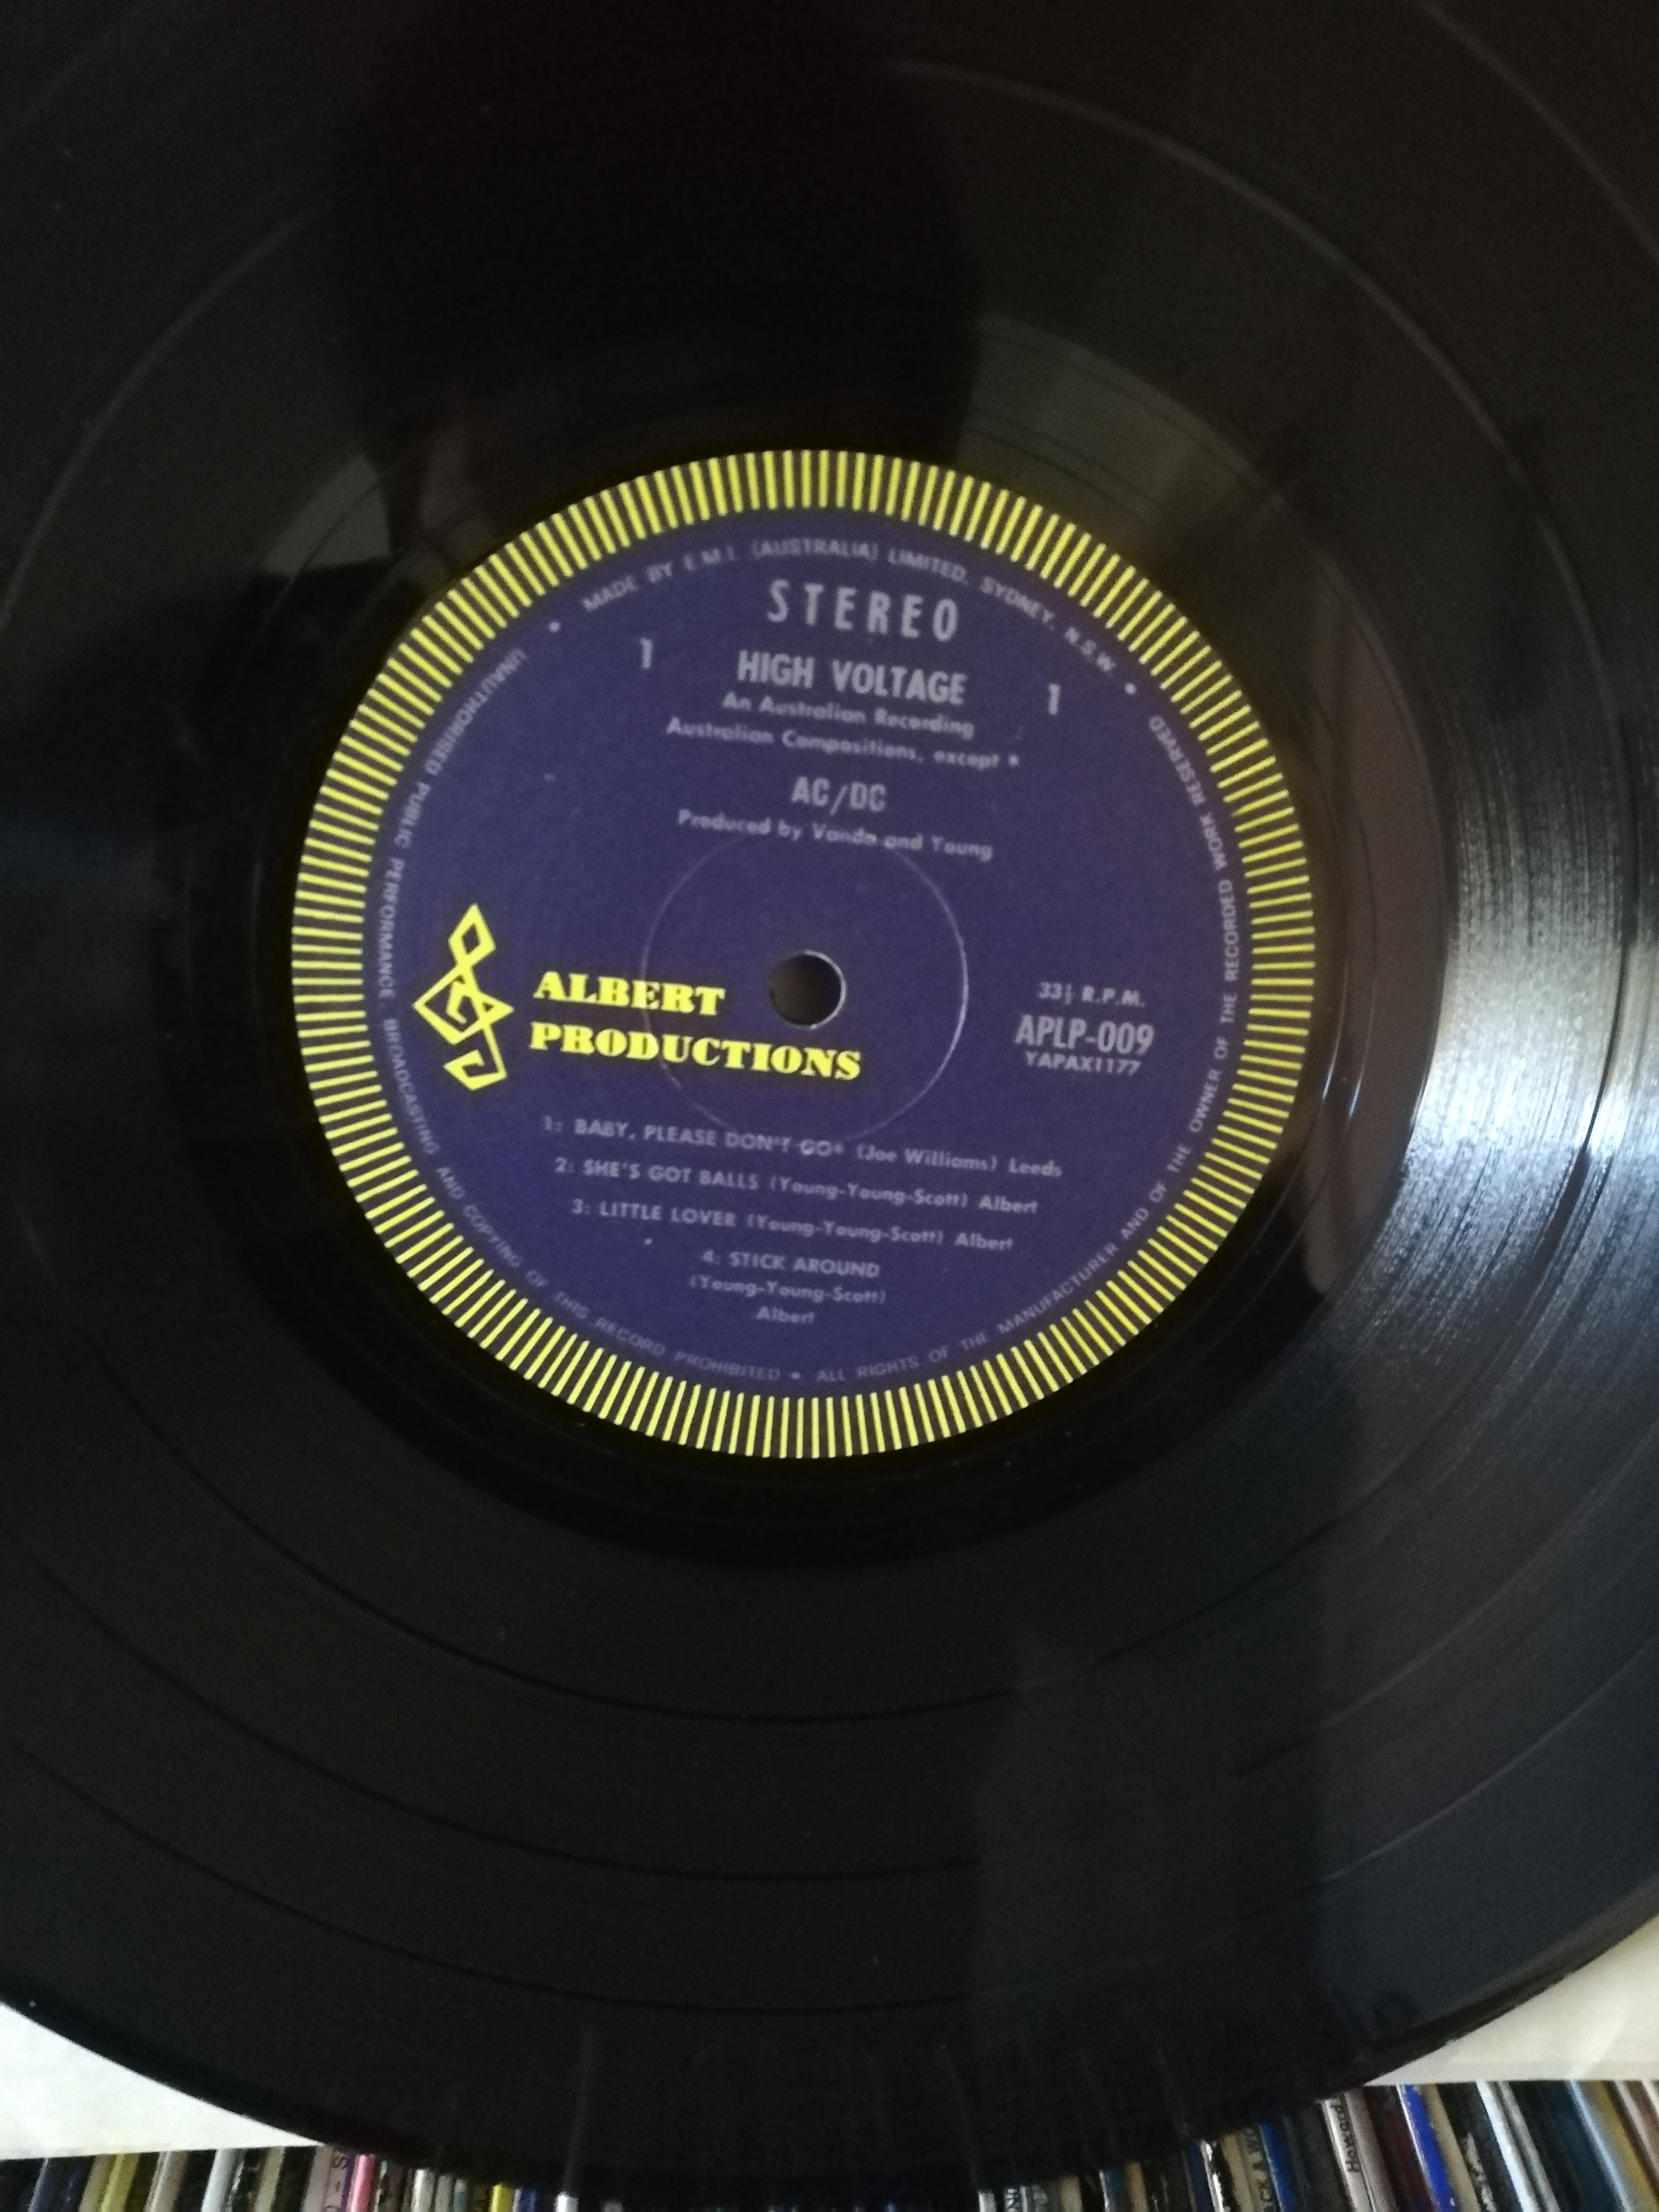 MADE BY E.M.I. (AUSTRALIA) LIMITED, SYDNEY, N.S.W. •
STEREO
1 1
HIGH VOLTAGE
An Australian Recording
Australian Compositions, except *
AC/DC
Produced by Vanda and Young
ALBERT
PRODUCTIONS
33⅓ R.P.M.
APLP-009
YAPAX1177
1: BABY, PLEASE DON'T GO* (Joe Williams) Leeds
2: SHE'S GOT BALLS (Young-Young-Scott) Albert
3: LITTLE LOVER (Young-Young-Scott) Albert
4: STICK AROUND
(Young-Young-Scott)
Albert
UNAUTHORISED PUBLIC PERFORMANCE, BROADCASTING AND COPYING OF THIS RECORD PROHIBITED • ALL RIGHTS OF THE MANUFACTURER AND OF THE OWNER OF THE RECORDED WORK RESERVED
Howard